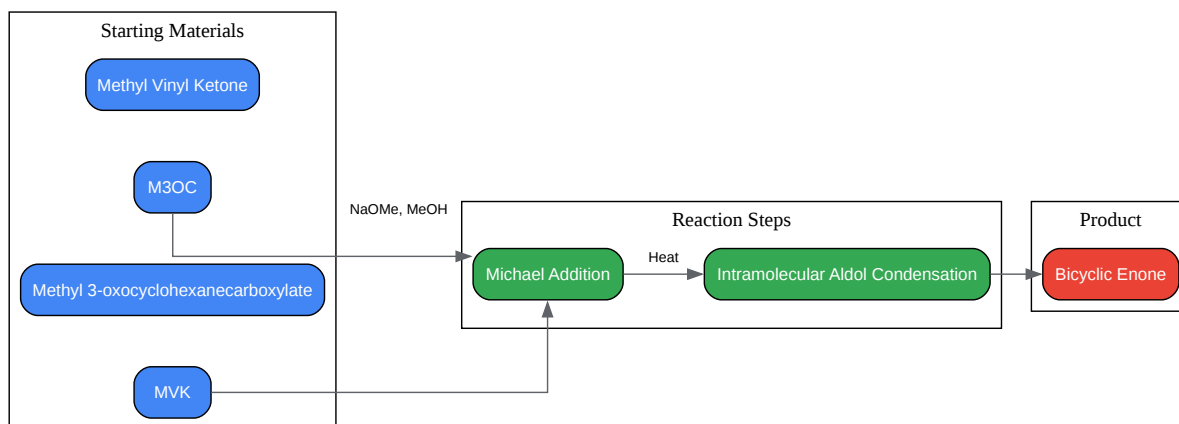 Starting Materials
Methyl Vinyl Ketone
M3OC
Methyl 3-oxocyclohexanecarboxylate
MVK
NaOMe, MeOH
Reaction Steps
Michael Addition
Heat
Intramolecular Aldol Condensation
Product
Bicyclic Enone